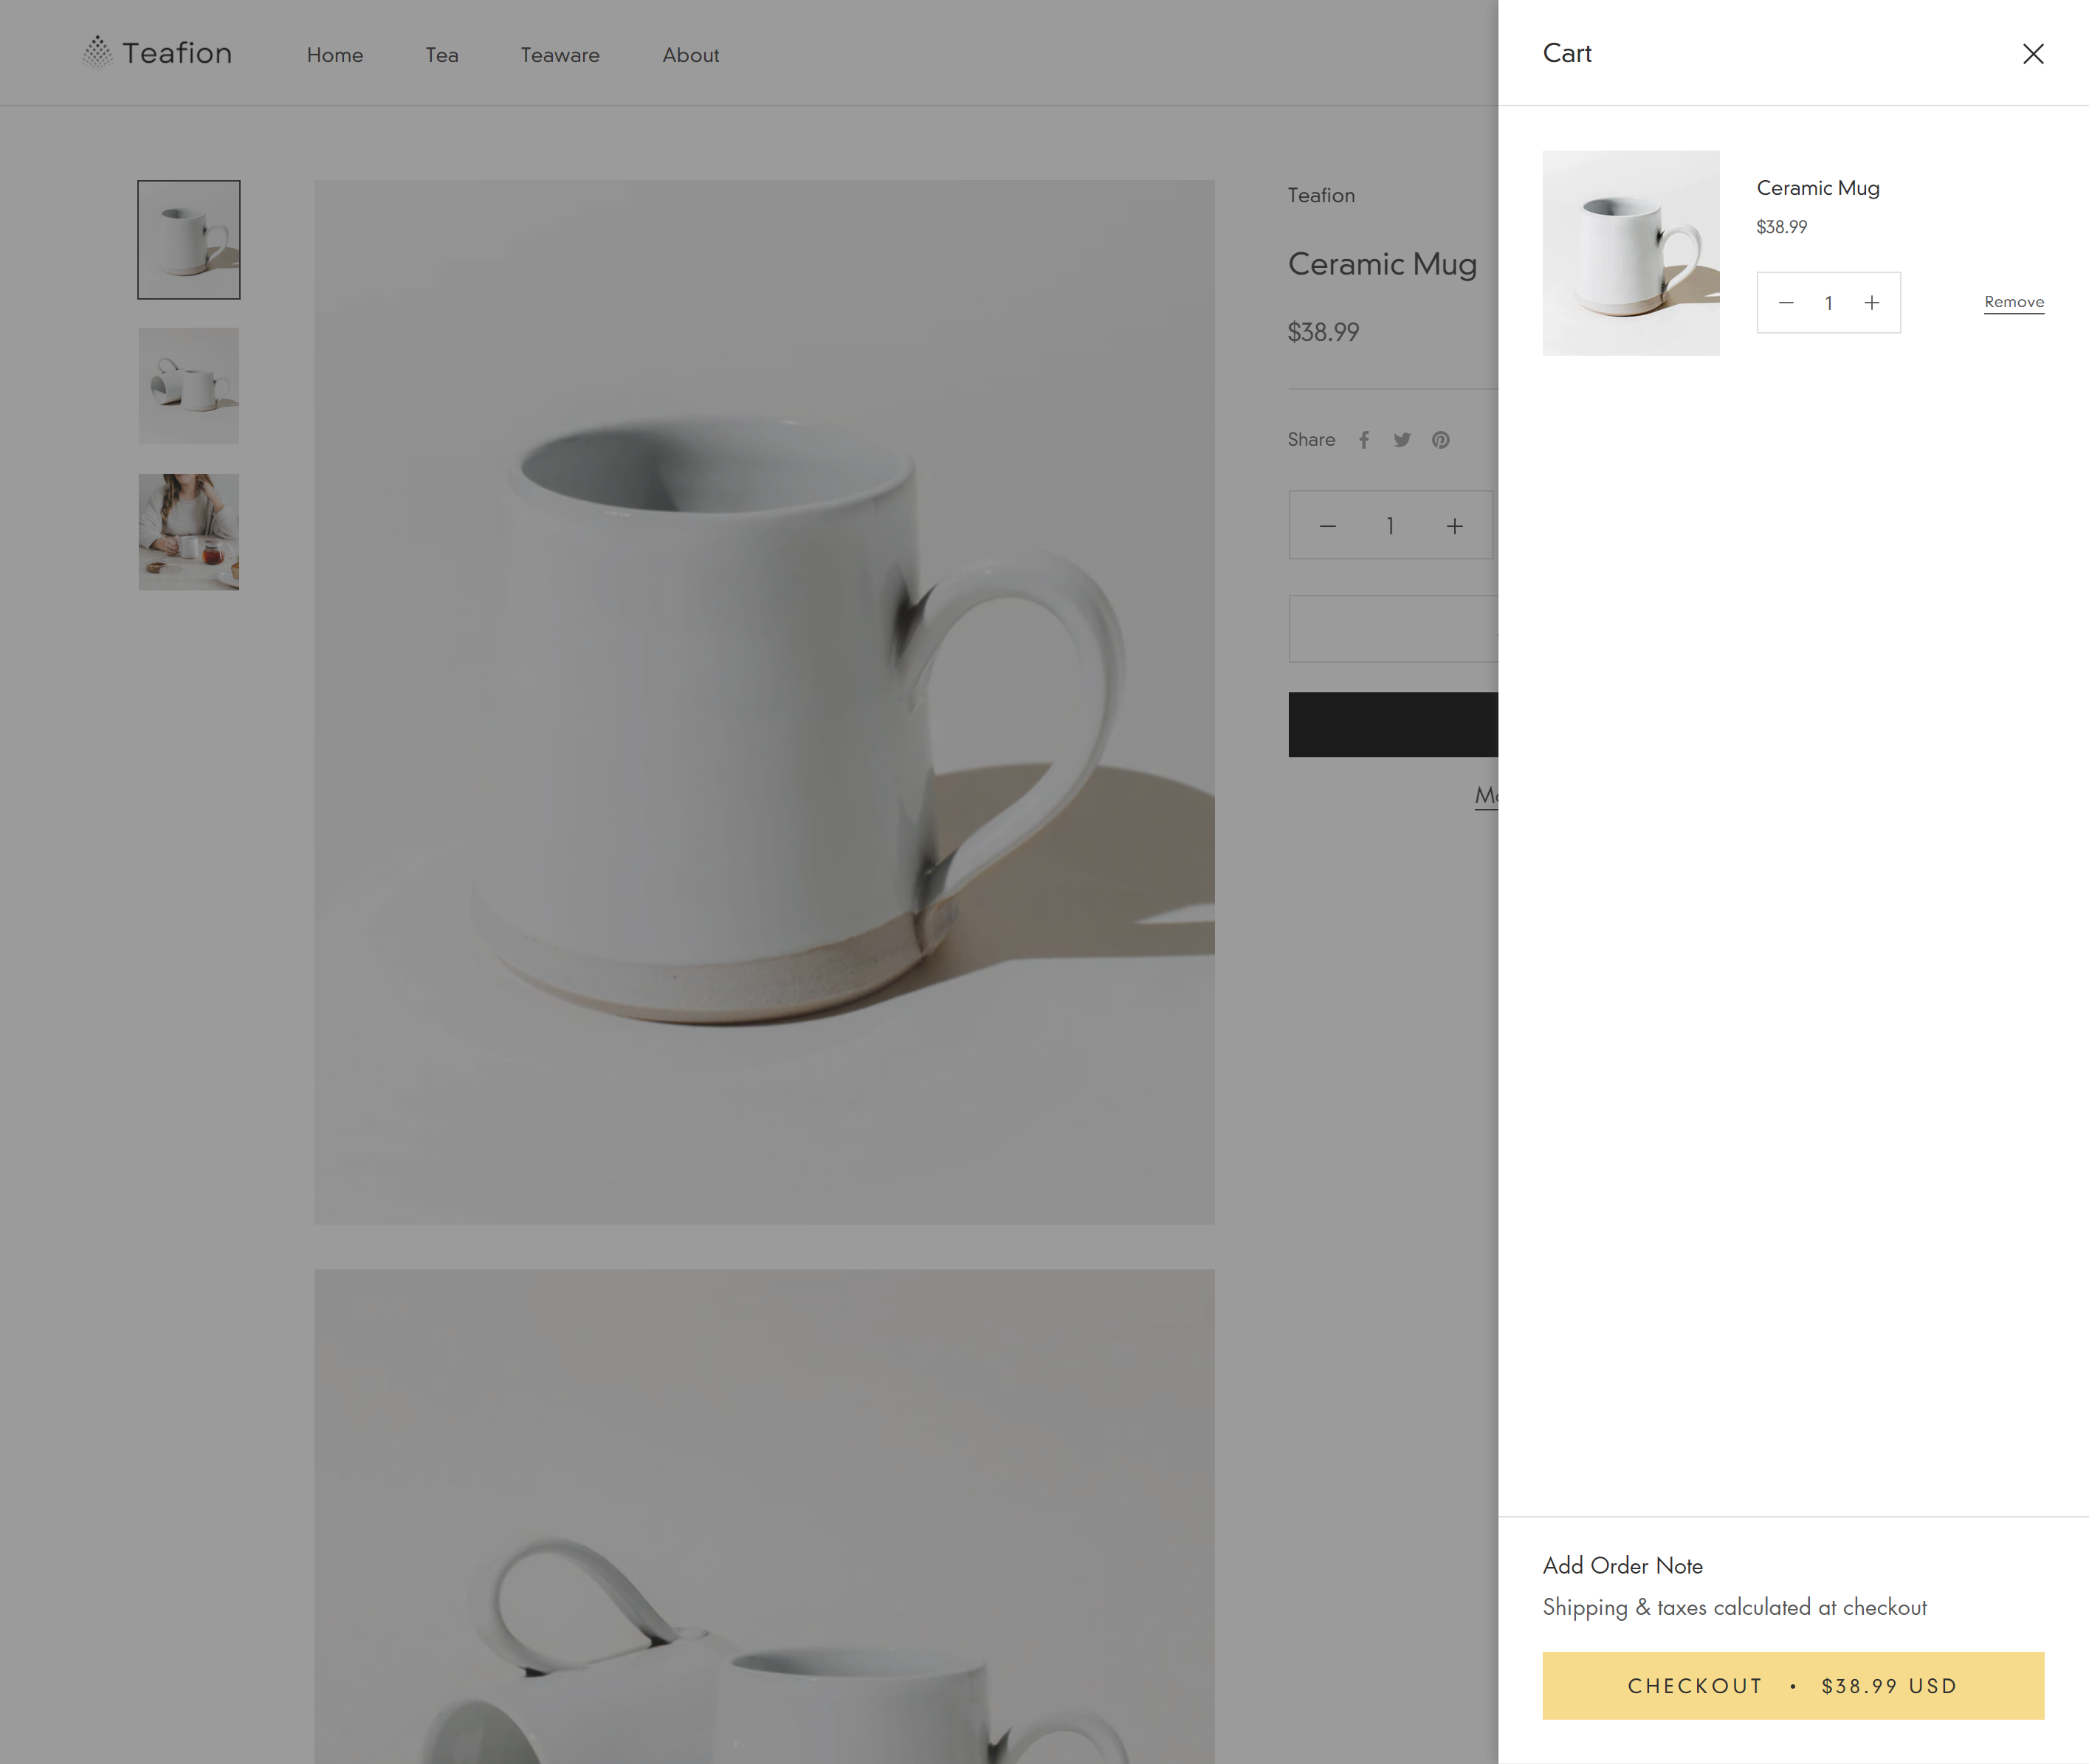 Teafion
Home Tea Teaware About
Teafion
Ceramic Mug
$38.99
Share
1
Cart
Ceramic Mug
$38.99
1
Remove
Add Order Note
Shipping & taxes calculated at checkout
CHECKOUT • $38.99 USD